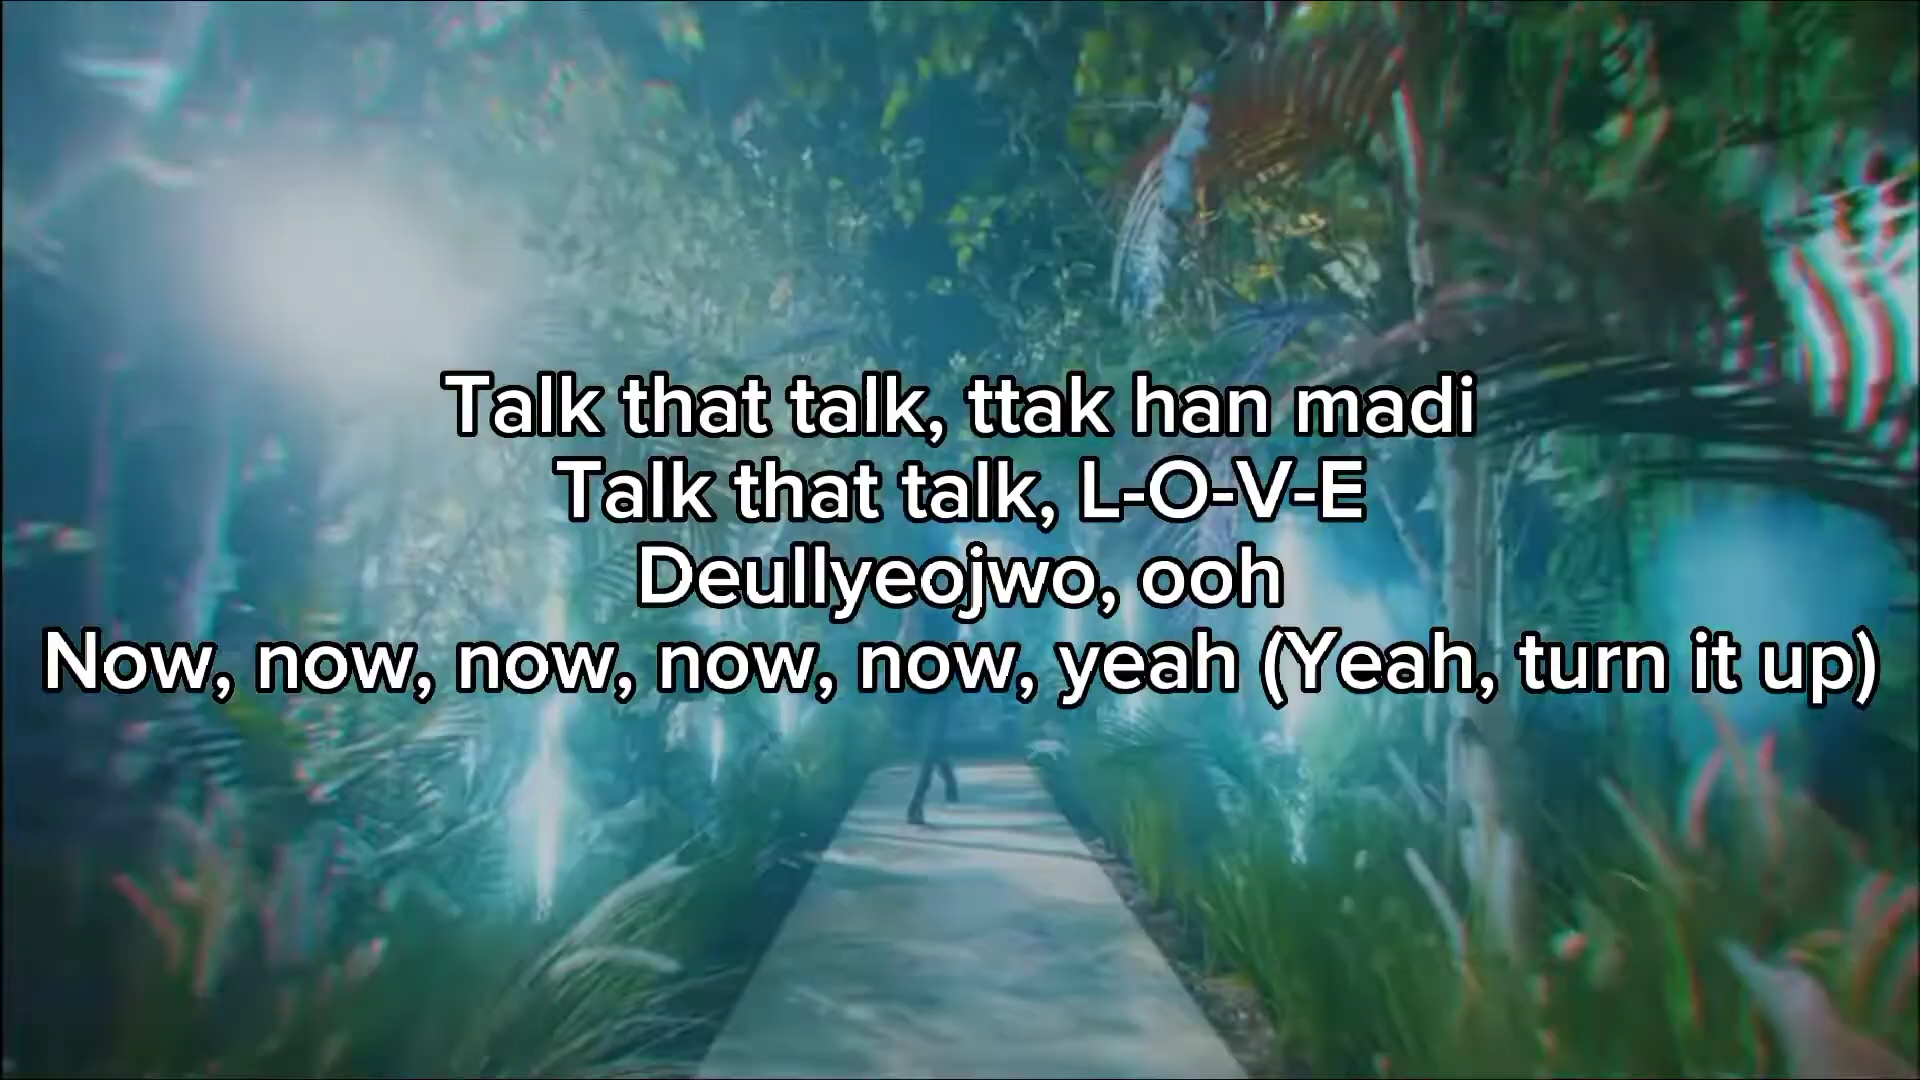 Talk that talk, ttak han madi
Talk that talk, L-O-V-E
Deullyeojwo, ooh
Now, now, now, now, now, yeah (Yeah, turn it up)